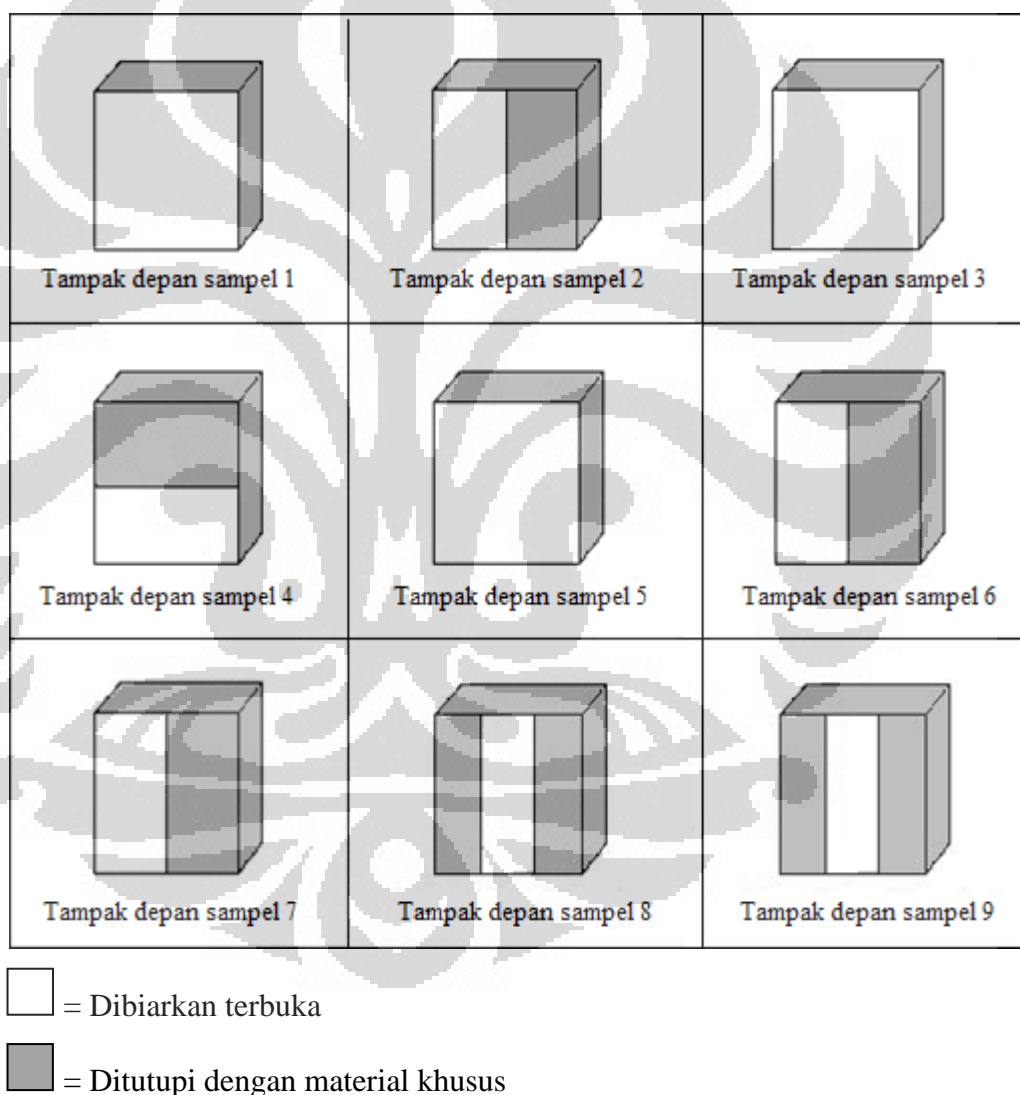 Tampak depan sampel 1
Tampak depan sampel 2
Tampak depan sampel 3
Tampak depan sampel 4
Tampak depan sampel 5
Tampak depan sampel 6
Tampak depan sampel 7
Tampak depan sampel 8
Tampak depan sampel 9
= Dibiarkan terbuka
= Ditutupi dengan material khusus